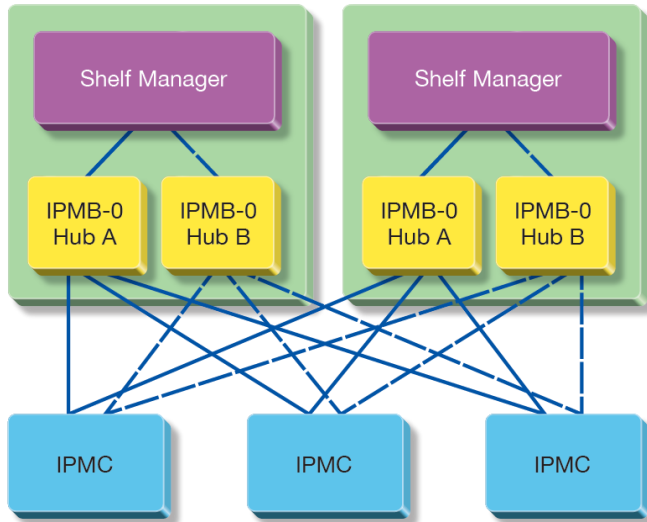 Shelf Manager
Shelf Manager
IPMB-0
Hub A
IPMB-0
Hub B
IPMB-0
Hub A
IPMB-0
Hub B
IPMC
IPMC
IPMC